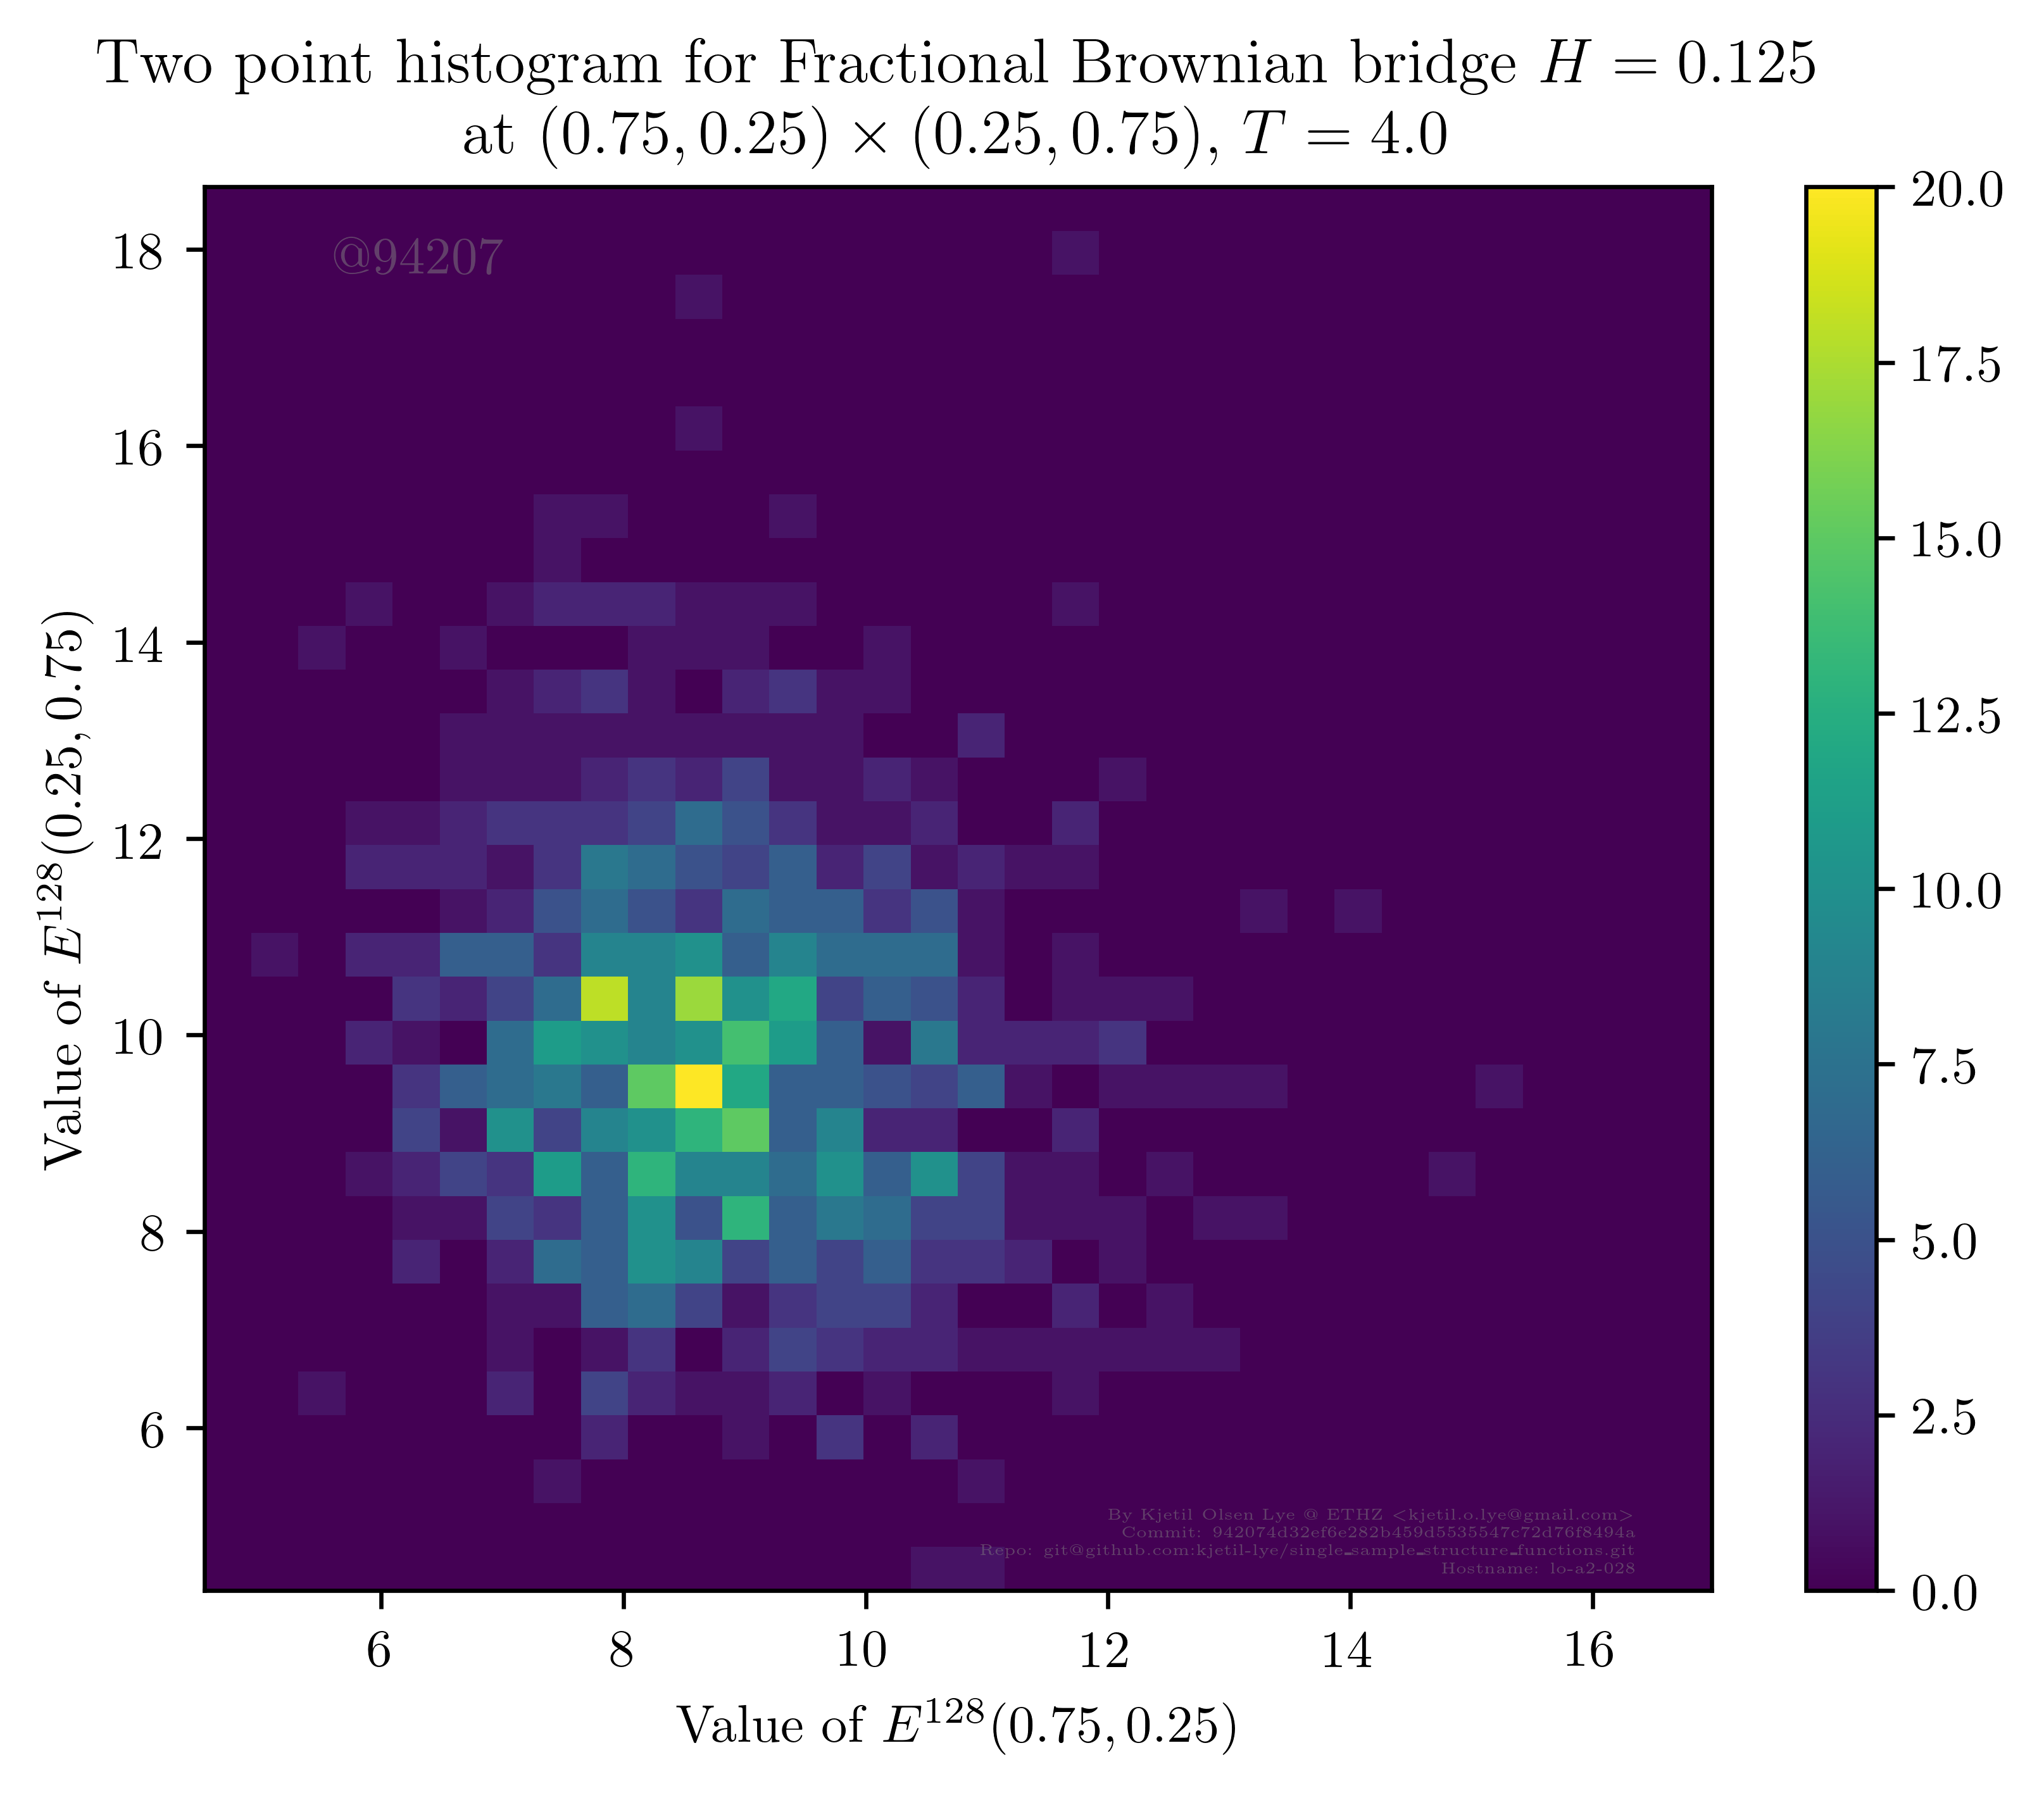 Two point histogram for Fractional Brownian bridge H = 0.125
at (0.75, 0.25) × (0.25, 0.75), T = 4.0
@94207
18
16
14
12
10
8
6
Value of E^128(0.25, 0.75)
6
8
10
12
14
16
Value of E^128(0.75, 0.25)
20.0
17.5
15.0
12.5
10.0
7.5
5.0
2.5
0.0
By Kjetil Olsen Lye @ ETHZ <kjetil.o.lye@gmail.com>
Commit: 942074d32ef6e282b459d5535547c72d76f8494a
Repo: git@github.com:kjetil-lye/single_sample_structure_functions.git
Hostname: lo-a2-028